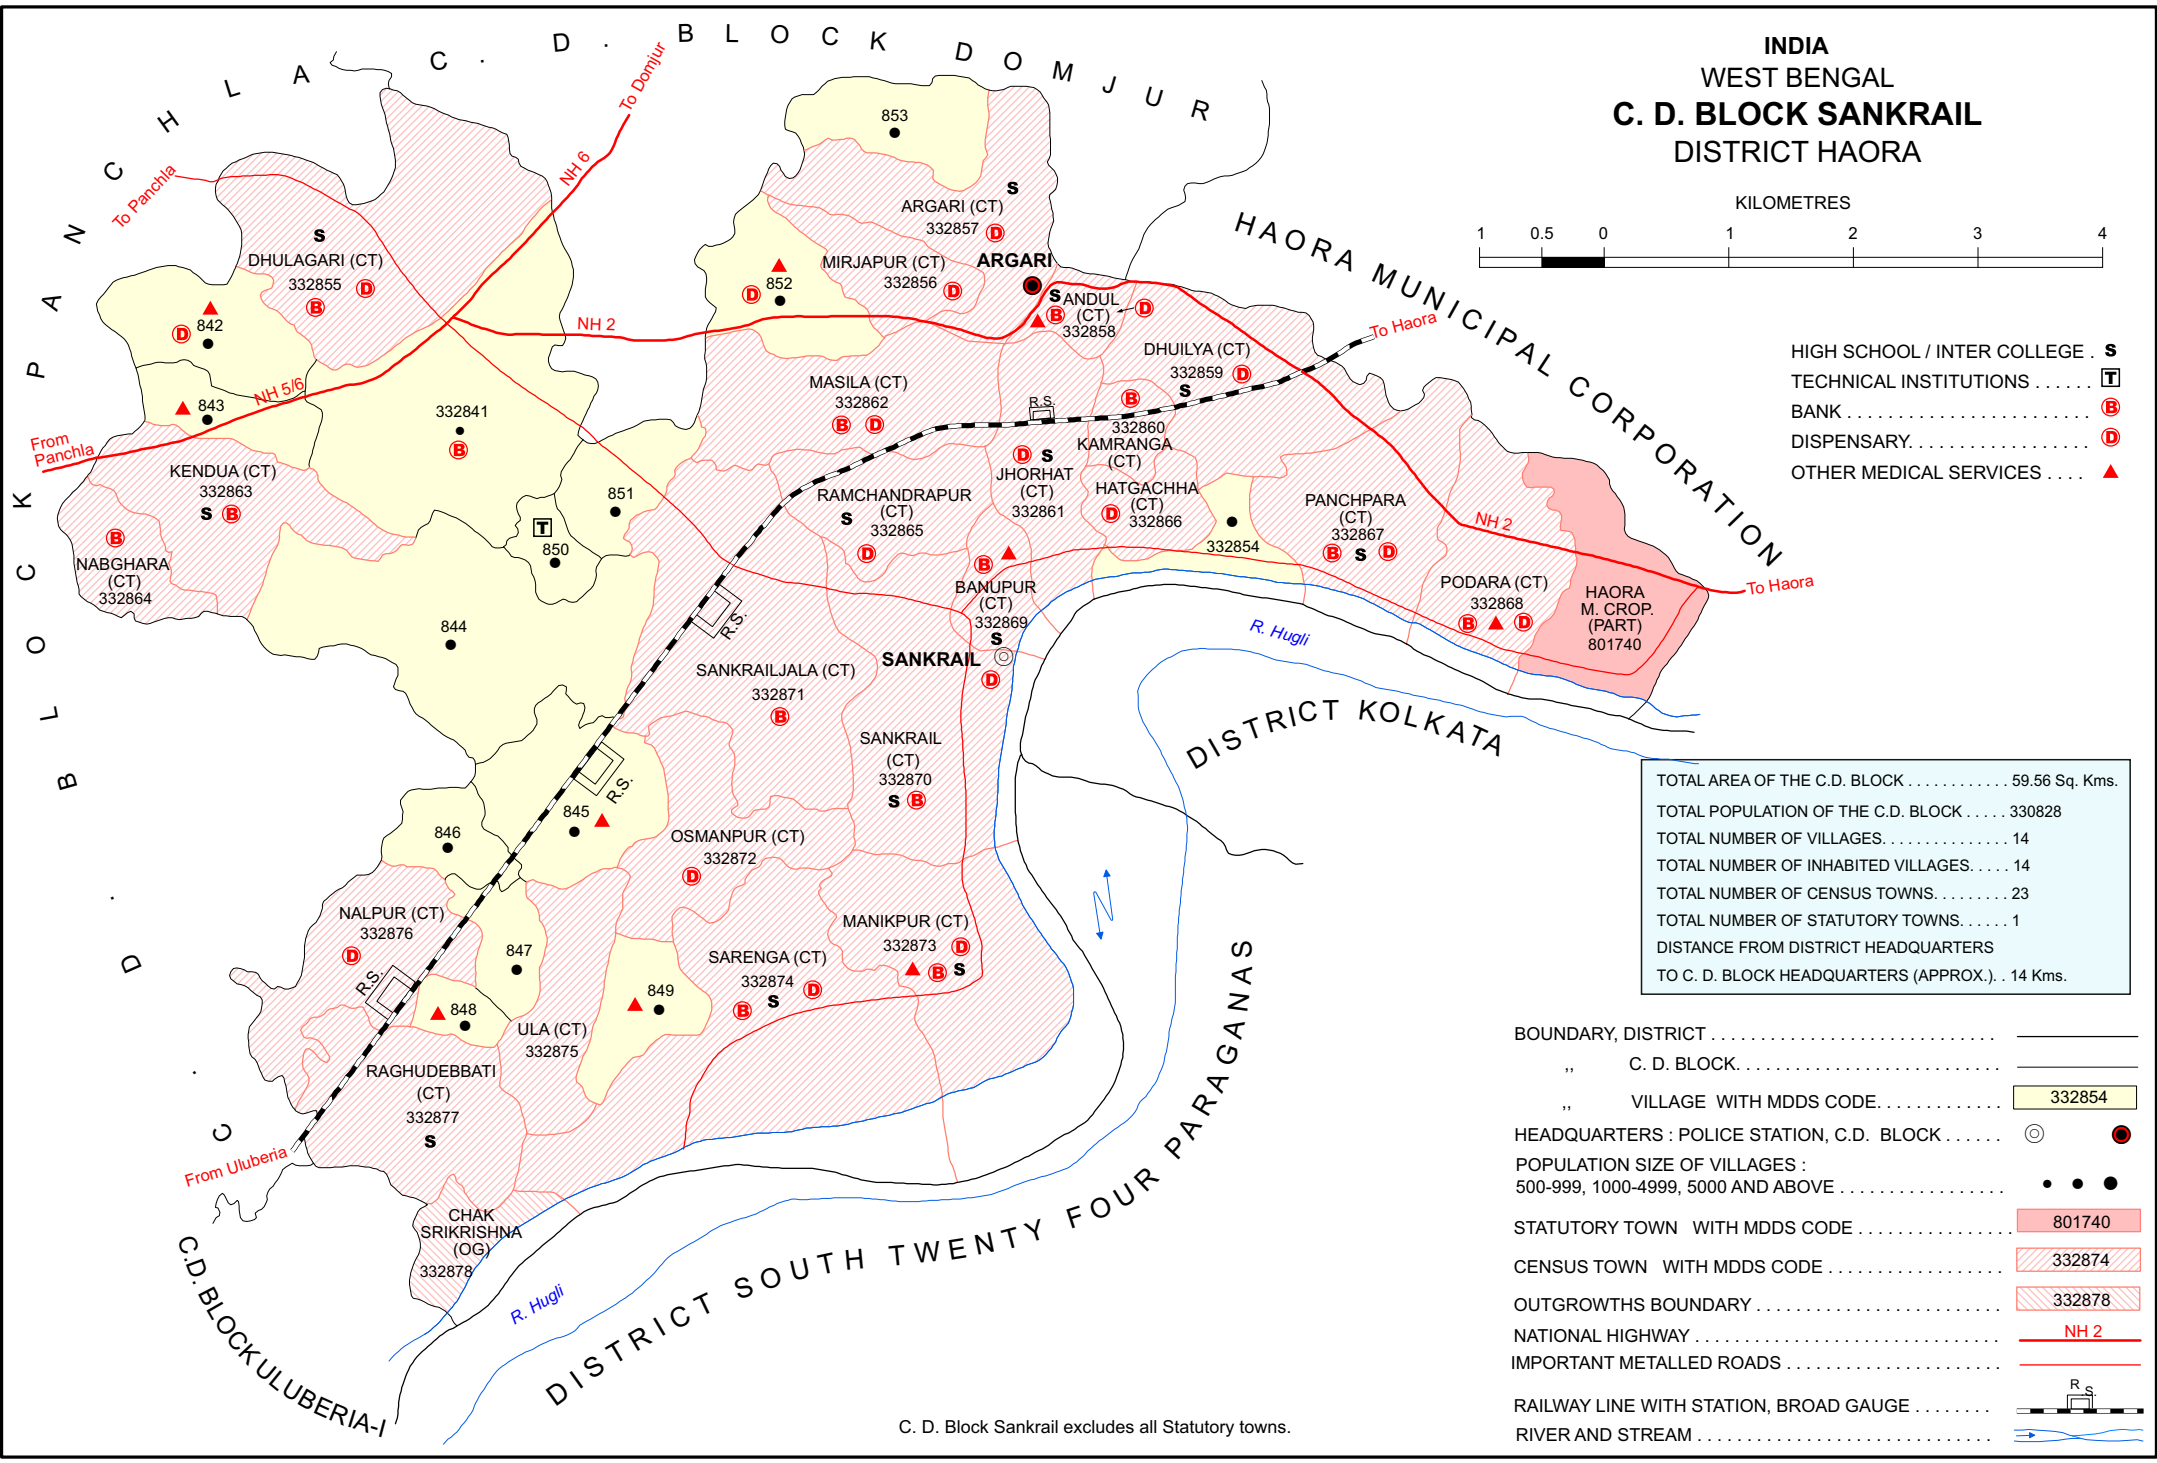 INDIA
WEST BENGAL
C. D. BLOCK SANKRAIL
DISTRICT HAORA
KILOMETRES
1 0.5 0 1 2 3 4
HIGH SCHOOL / INTER COLLEGE . S
TECHNICAL INSTITUTIONS . . . . . . T
BANK . . . . . . . . . . . . . . . . . . . . . . . . B
DISPENSARY. . . . . . . . . . . . . . . . . . D
OTHER MEDICAL SERVICES . . . .
C. D. BLOCK DOMJUR
C. D. BLOCK PANCHLA
HAORA MUNICIPAL CORPORATION
To Domjur
To Panchla
NH 6
853
S
ARGARI (CT)
332857 D
S
DHULAGARI (CT)
332855 D
B
MIRJAPUR (CT)
332856 D
ARGARI
852
D
S ANDUL
B (CT) D
332858
842
D
NH 2
To Haora
NH 5/6
843
DHUILYA (CT)
332859 D
S
MASILA (CT)
332862
B D
332841
B
R.S.
B
332860
KAMRANGA
(CT)
From
Panchla
KENDUA (CT)
332863
S B
D S
JHORHAT
(CT)
332861
HATGACHHA
(CT)
D 332866
851
RAMCHANDRAPUR
(CT)
S 332865
D
PANCHPARA
(CT)
332867
B S D
NH 2
T
850
B
NABGHARA
(CT)
332864
332854
B
BANUPUR
(CT)
332869
S
PODARA (CT)
332868
B D
HAORA
M. CROP.
(PART)
801740
To Haora
R.S.
844
R. Hugli
SANKRAIL
D
SANKRAILJALA (CT)
332871
B
DISTRICT KOLKATA
SANKRAIL
(CT)
332870
S B
R.S.
845
846
OSMANPUR (CT)
332872
D
TOTAL AREA OF THE C.D. BLOCK . . . . . . . . . . . . 59.56 Sq. Kms.
TOTAL POPULATION OF THE C.D. BLOCK . . . . . 330828
TOTAL NUMBER OF VILLAGES. . . . . . . . . . . . . . . 14
TOTAL NUMBER OF INHABITED VILLAGES. . . . . 14
TOTAL NUMBER OF CENSUS TOWNS. . . . . . . . . 23
TOTAL NUMBER OF STATUTORY TOWNS. . . . . . 1
DISTANCE FROM DISTRICT HEADQUARTERS
TO C. D. BLOCK HEADQUARTERS (APPROX.). . 14 Kms.
N
NALPUR (CT)
332876
D
R.S.
847
MANIKPUR (CT)
332873 D
B S
SARENGA (CT)
332874 D
B S
849
848
ULA (CT)
332875
RAGHUDEBBATI
(CT)
332877
S
From Uluberia
CHAK
SRIKRISHNA
(OG)
332878
R. Hugli
DISTRICT SOUTH TWENTY FOUR PARAGANAS
C.D. BLOCK ULUBERIA-I
BOUNDARY, DISTRICT . . . . . . . . . . . . . . . . . . . . . . . . . . . .
,, C. D. BLOCK. . . . . . . . . . . . . . . . . . . . . . . . . .
,, VILLAGE WITH MDDS CODE. . . . . . . . . . . . 332854
HEADQUARTERS : POLICE STATION, C.D. BLOCK . . . . . .
POPULATION SIZE OF VILLAGES :
500-999, 1000-4999, 5000 AND ABOVE . . . . . . . . . . . . . . . .
STATUTORY TOWN WITH MDDS CODE . . . . . . . . . . . . . . . 801740
CENSUS TOWN WITH MDDS CODE . . . . . . . . . . . . . . . . . 332874
OUTGROWTHS BOUNDARY . . . . . . . . . . . . . . . . . . . . . . . . 332878
NATIONAL HIGHWAY . . . . . . . . . . . . . . . . . . . . . . . . . . . . . . NH 2
IMPORTANT METALLED ROADS . . . . . . . . . . . . . . . . . . . . .
RAILWAY LINE WITH STATION, BROAD GAUGE . . . . . . . . R.S.
RIVER AND STREAM . . . . . . . . . . . . . . . . . . . . . . . . . . . . .
C. D. Block Sankrail excludes all Statutory towns.